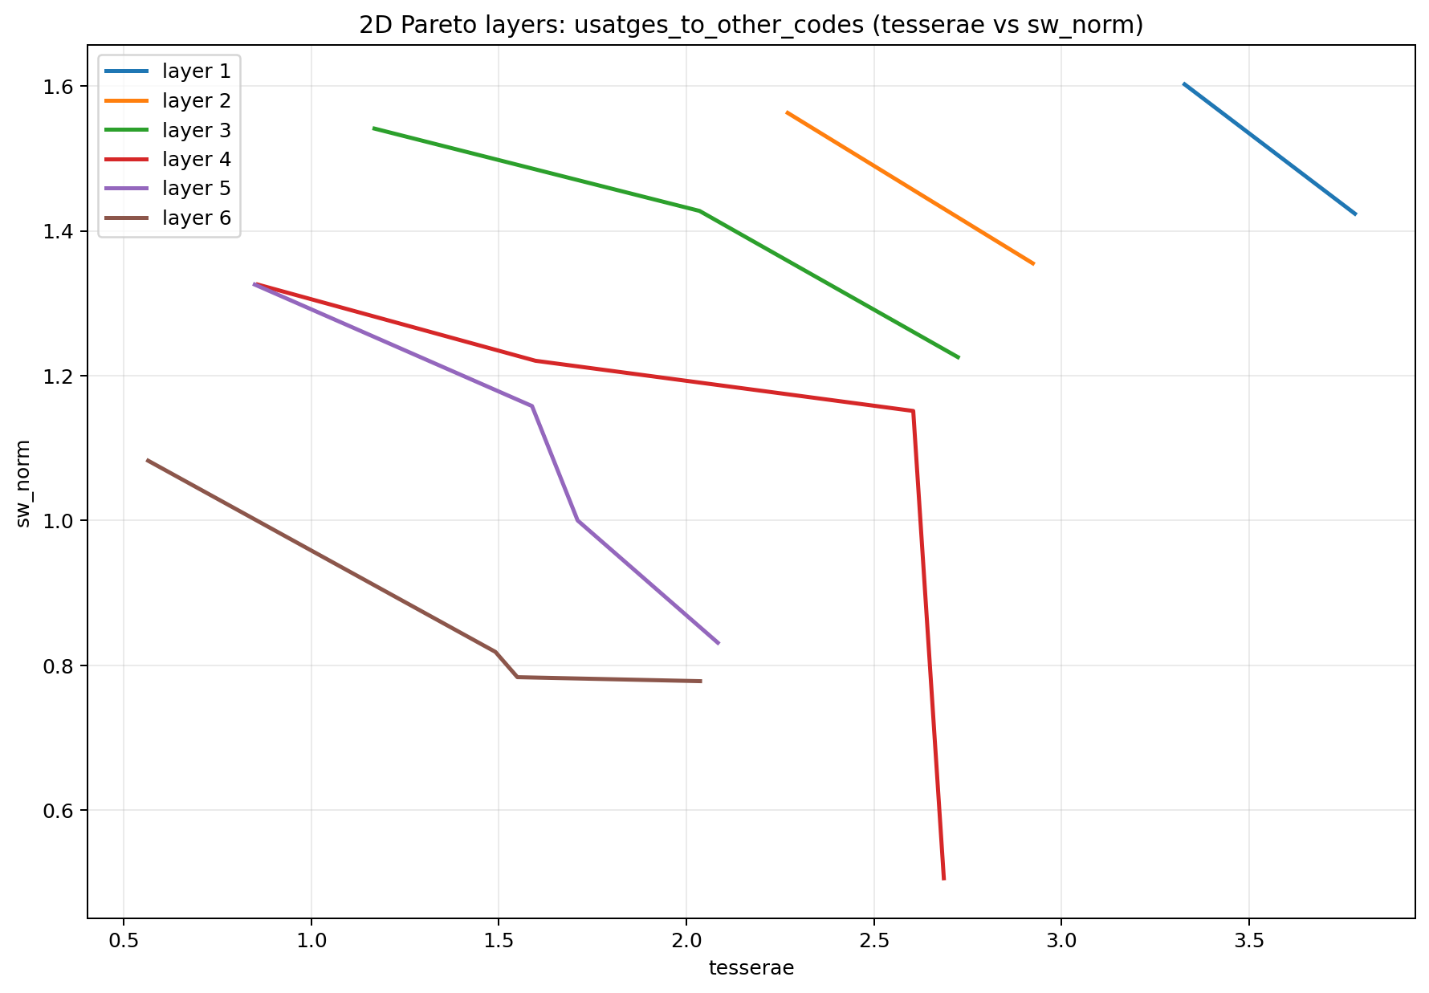 2D Pareto layers: usatges_to_other_codes (tesserae vs sw_norm)
layer 1
layer 2
layer 3
layer 4
layer 5
layer 6
1.6
1.4
1.2
1.0
0.8
0.6
sw_norm
0.5 1.0 1.5 2.0 2.5 3.0 3.5
tesserae